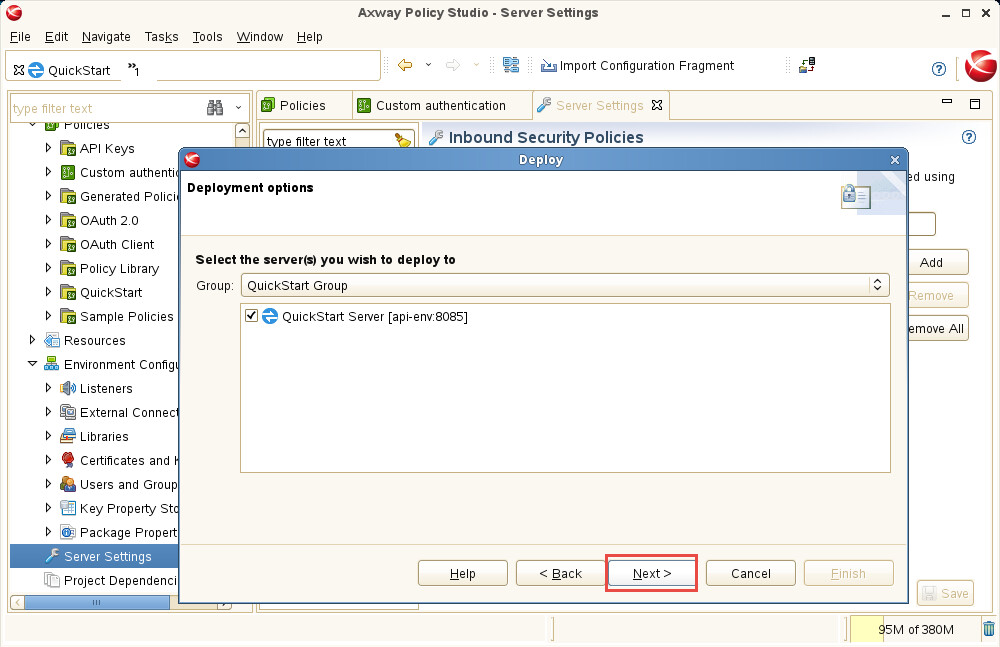 Axway Policy Studio - Server Settings
File Edit Navigate Tasks Tools Window Help
QuickStart »1 Import Configuration Fragment
type filter text
Policies Custom authentication Server Settings
Policies
type filter text
Inbound Security Policies
API Keys
Custom authentic
Generated Policie
OAuth 2.0
OAuth Client
Policy Library
QuickStart
Sample Policies
Resources
Environment Configu
Listeners
External Connect
Libraries
Certificates and K
Users and Group
Key Property Sto
Package Propert
Server Settings
Project Dependenci
ed using
Add
Remove
emove All
Save
Deploy
Deployment options
Select the server(s) you wish to deploy to
Group: QuickStart Group
QuickStart Server [api-env:8085]
Help < Back Next > Cancel Finish
95M of 380M